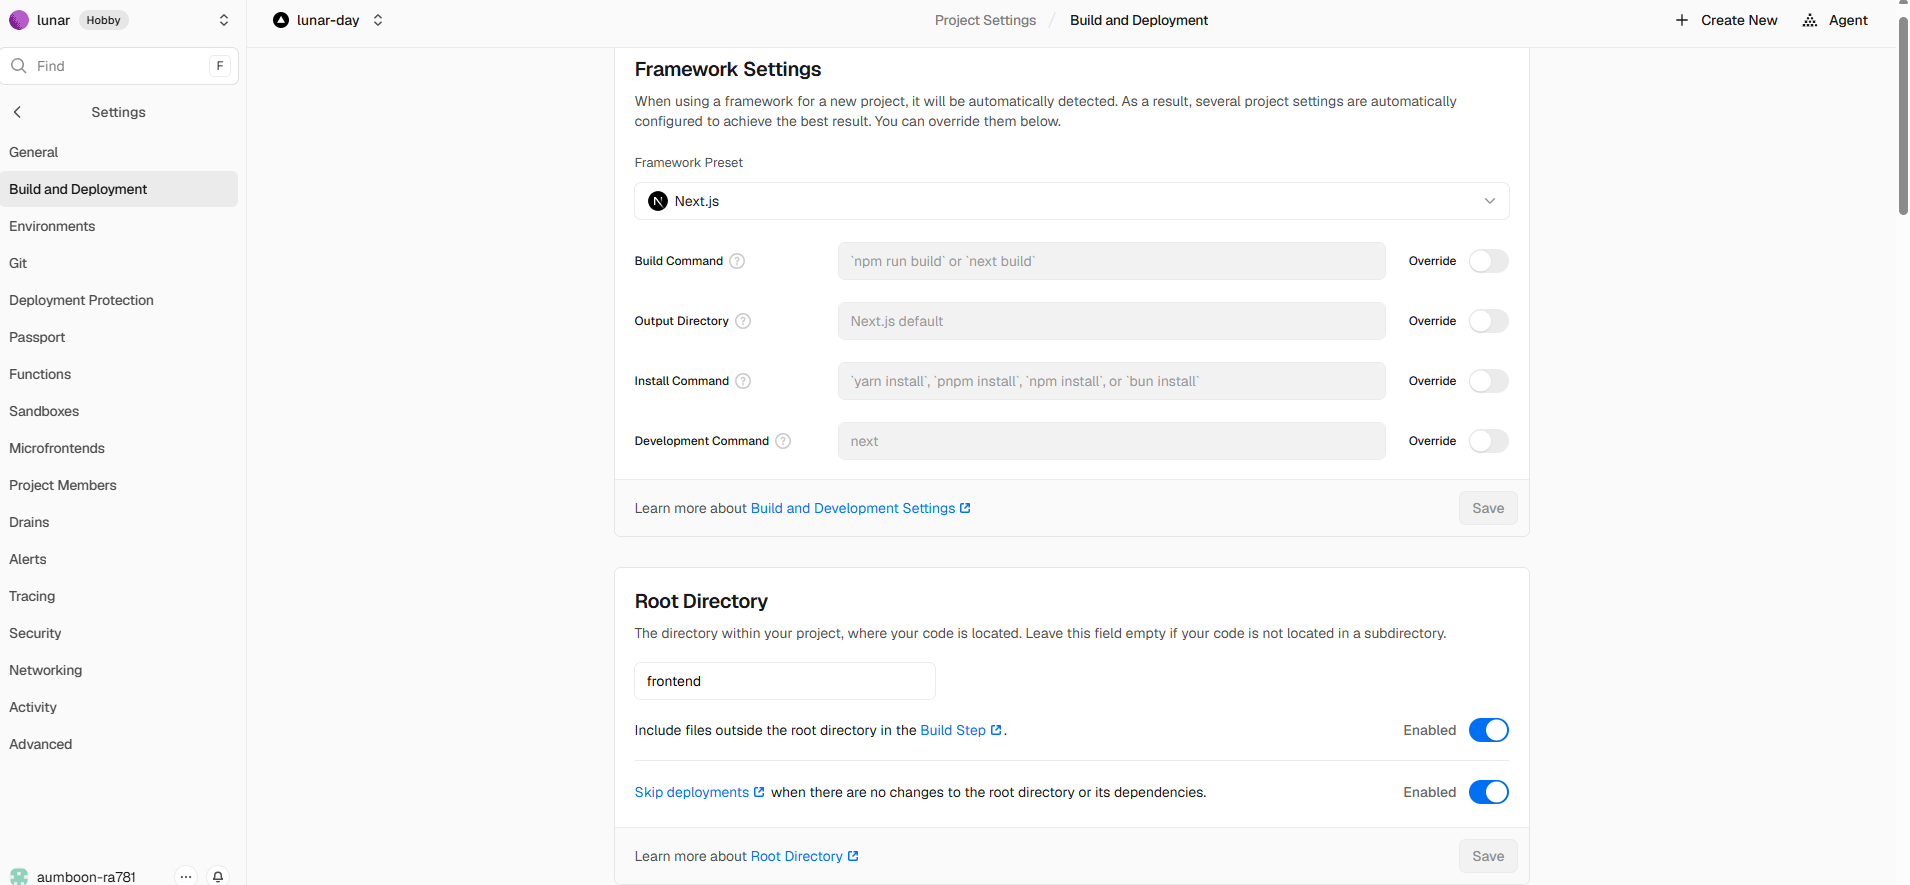 lunar Hobby
lunar-day
Project Settings / Build and Deployment
Create New
Agent
Find F
Settings
General
Build and Deployment
Environments
Git
Deployment Protection
Passport
Functions
Sandboxes
Microfrontends
Project Members
Drains
Alerts
Tracing
Security
Networking
Activity
Advanced
aumboon-ra781
Framework Settings
When using a framework for a new project, it will be automatically detected. As a result, several project settings are automatically
configured to achieve the best result. You can override them below.
Framework Preset
N Next.js
Build Command ? `npm run build` or `next build` Override
Output Directory ? Next.js default Override
Install Command ? `yarn install`, `pnpm install`, `npm install`, or `bun install` Override
Development Command ? next Override
Learn more about Build and Development Settings Save
Root Directory
The directory within your project, where your code is located. Leave this field empty if your code is not located in a subdirectory.
frontend
Include files outside the root directory in the Build Step. Enabled
Skip deployments when there are no changes to the root directory or its dependencies. Enabled
Learn more about Root Directory Save